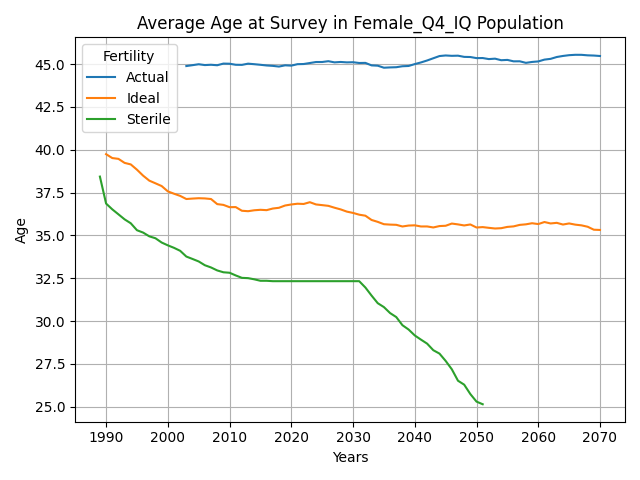 Average Age at Survey in Female_Q4_IQ Population
Fertility
Actual
Ideal
Sterile
Age
45.0
42.5
40.0
37.5
35.0
32.5
30.0
27.5
25.0
1990 2000 2010 2020 2030 2040 2050 2060 2070
Years